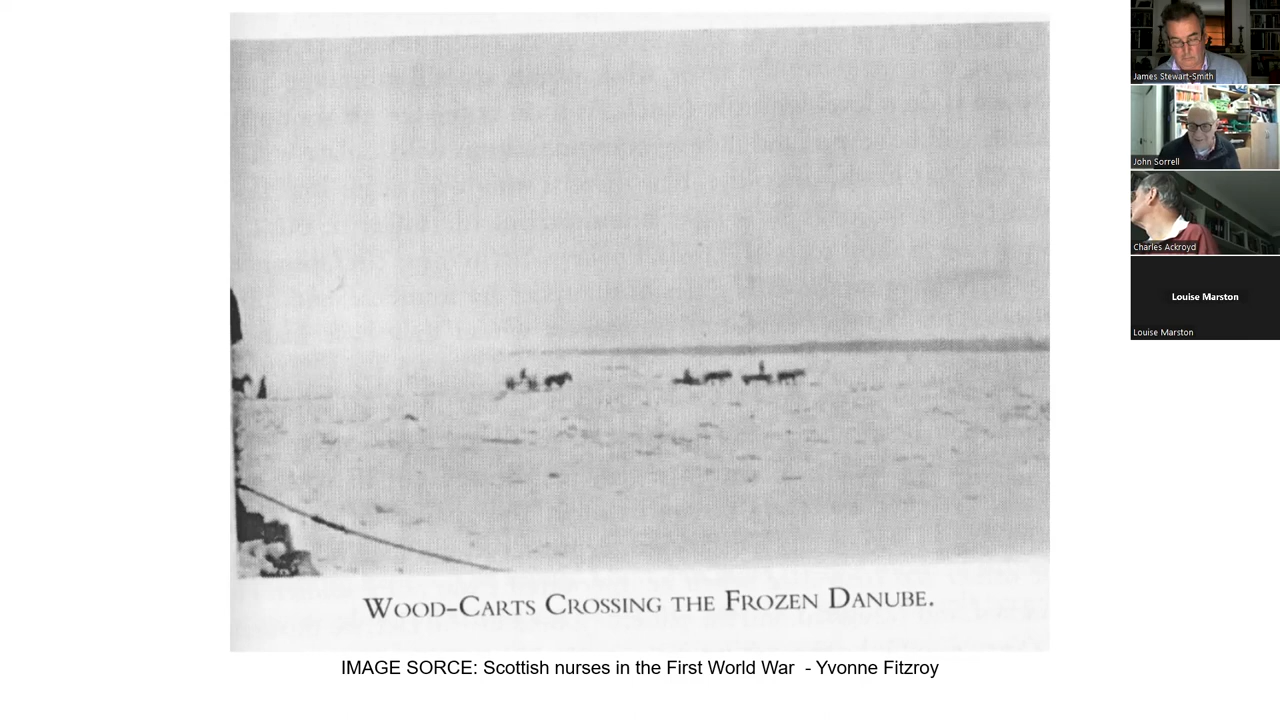 WOOD-CARTS CROSSING THE FROZEN DANUBE.
IMAGE SORCE: Scottish nurses in the First World War - Yvonne Fitzroy
James Stewart-Smith
John Sorrell
Charles Ackroyd
Louise Marston
Louise Marston